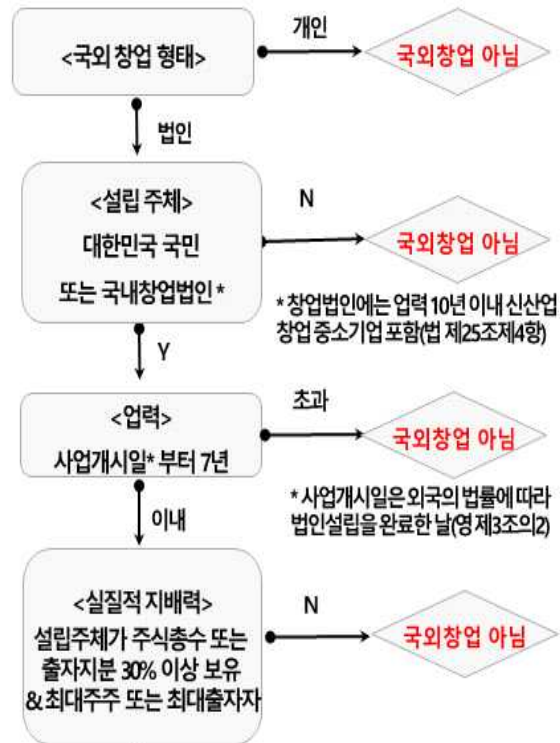 <국외 창업 형태>
개인
국외창업 아님
법인
<설립 주체>
대한민국 국민
또는 국내창업법인 *
N
국외창업 아님
* 창업법인에는 업력 10년 이내 신산업
창업 중소기업 포함(법 제25조제4항)
Y
<업력>
사업개시일* 부터 7년
초과
국외창업 아님
* 사업개시일은 외국의 법률에 따라
법인설립을 완료한 날(영 제3조의2)
이내
<실질적 지배력>
설립주체가 주식총수 또는
출자지분 30% 이상 보유
& 최대주주 또는 최대출자자
N
국외창업 아님